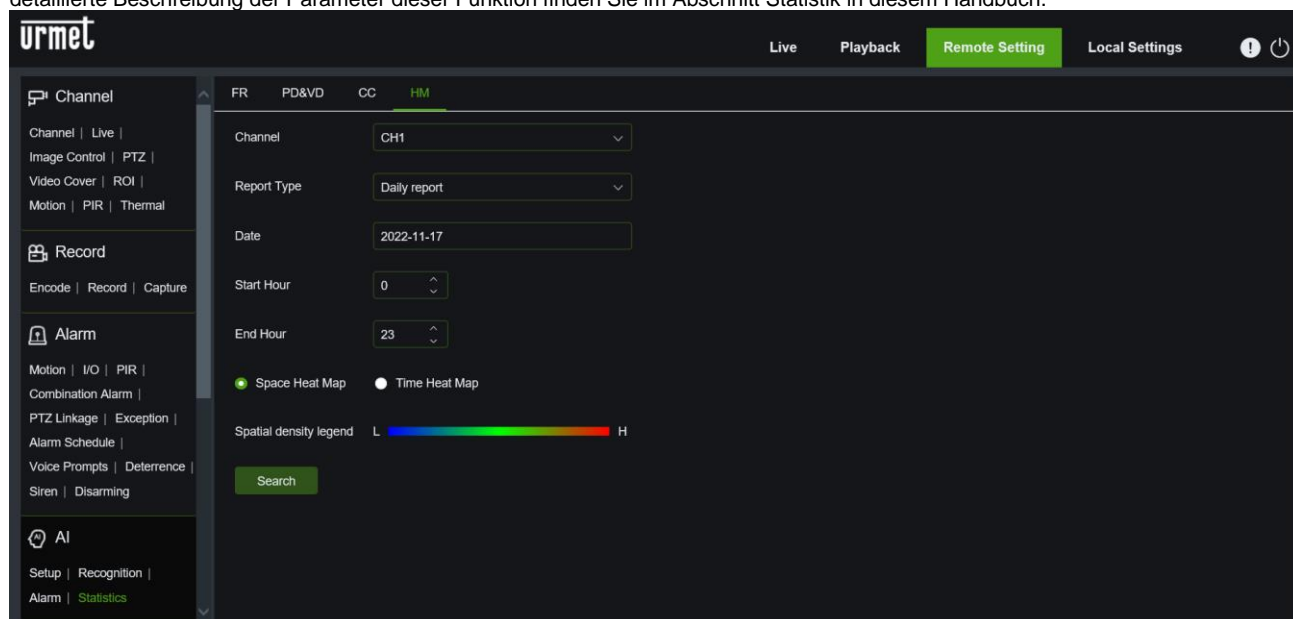 detaillierte Beschreibung der Parameter dieser Funktion finden Sie im Abschnitt Statistik in diesem Handbuch.
urmet
Live Playback Remote Setting Local Settings
Channel
Channel | Live |
Image Control | PTZ |
Video Cover | ROI |
Motion | PIR | Thermal
Record
Encode | Record | Capture
Alarm
Motion | I/O | PIR |
Combination Alarm |
PTZ Linkage | Exception |
Alarm Schedule |
Voice Prompts | Deterrence |
Siren | Disarming
AI
Setup | Recognition |
Alarm | Statistics
FR PD&VD CC HM
Channel CH1
Report Type Daily report
Date 2022-11-17
Start Hour 0
End Hour 23
Space Heat Map Time Heat Map
Spatial density legend L H
Search